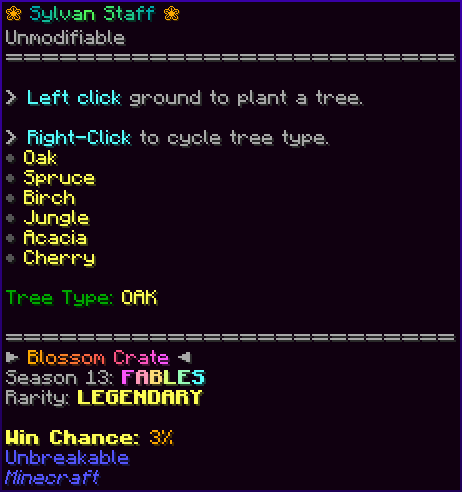 ❀ Sylvan Staff ❀
Unmodifiable
================================
> Left click ground to plant a tree.
> Right-Click to cycle tree type.
● Oak
● Spruce
● Birch
● Jungle
● Acacia
● Cherry
Tree Type: OAK
================================
► Blossom Crate ◄
Season 13: FABLES
Rarity: LEGENDARY
Win Chance: 3%
Unbreakable
Minecraft